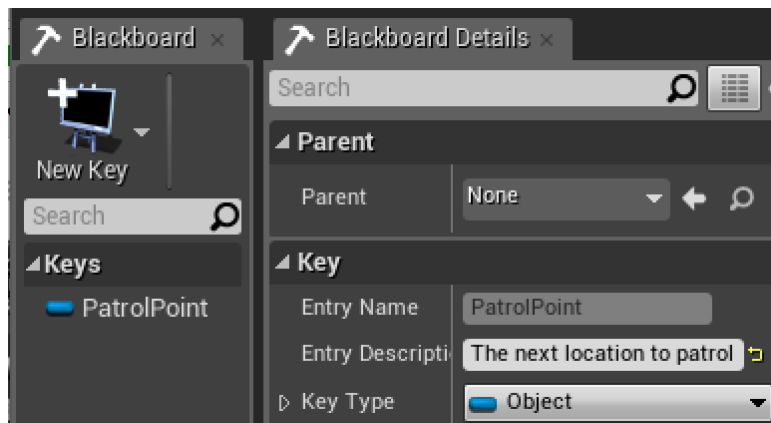 Blackboard
Blackboard Details
New Key
Search
Keys
PatrolPoint
Search
Parent
Parent None
Key
Entry Name PatrolPoint
Entry Descripti The next location to patrol
Key Type Object